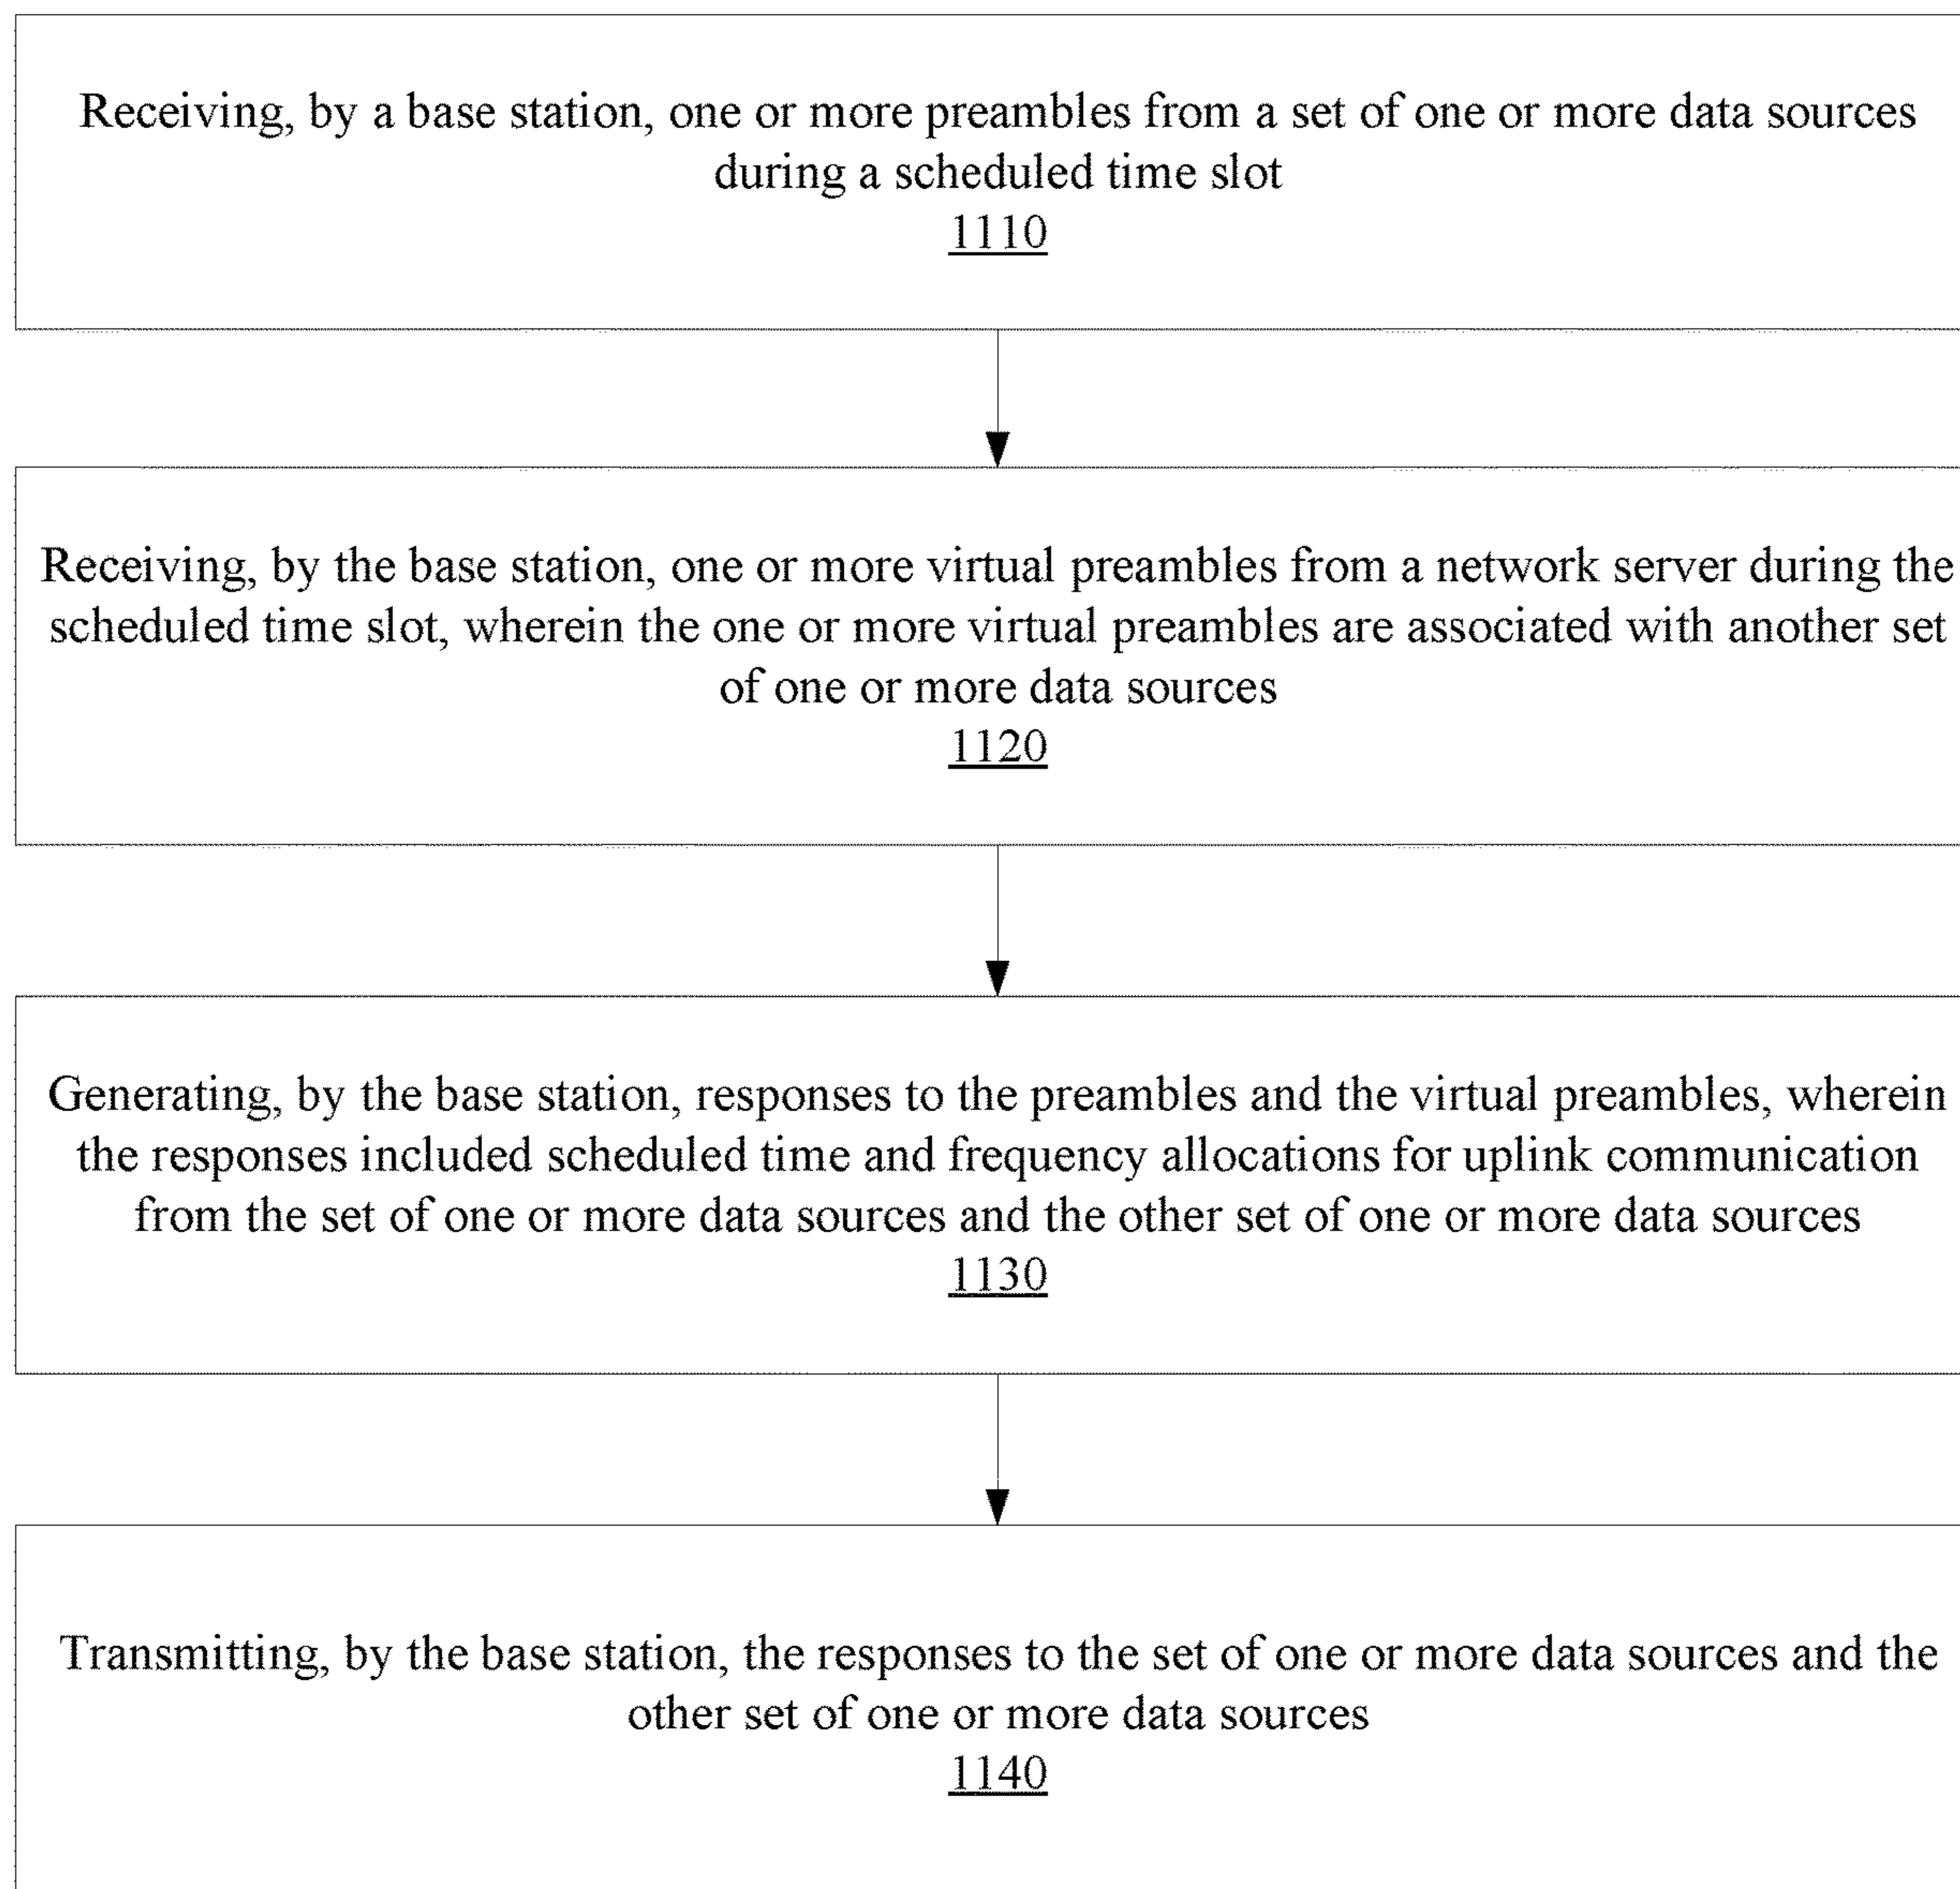 Receiving, by a base station, one or more preambles from a set of one or more data sources
during a scheduled time slot
1110
Receiving, by the base station, one or more virtual preambles from a network server during the
scheduled time slot, wherein the one or more virtual preambles are associated with another set
of one or more data sources
1120
Generating, by the base station, responses to the preambles and the virtual preambles, wherein
the responses included scheduled time and frequency allocations for uplink communication
from the set of one or more data sources and the other set of one or more data sources
1130
Transmitting, by the base station, the responses to the set of one or more data sources and the
other set of one or more data sources
1140